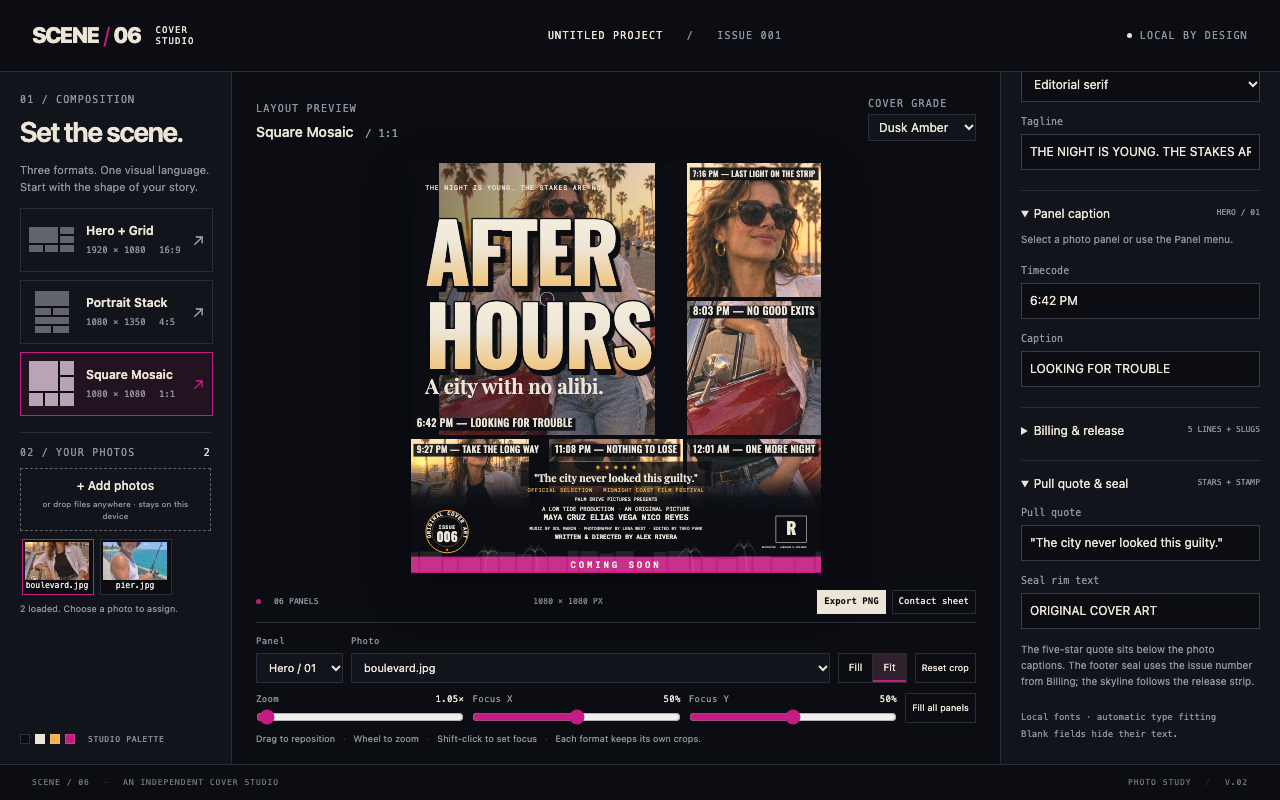 SCENE / 06
COVER
STUDIO
UNTITLED PROJECT / ISSUE 001
LOCAL BY DESIGN
01 / COMPOSITION
Set the scene.
Three formats. One visual language.
Start with the shape of your story.
Hero + Grid
1920 × 1080 16:9
Portrait Stack
1080 × 1350 4:5
Square Mosaic
1080 × 1080 1:1
02 / YOUR PHOTOS 2
+ Add photos
or drop files anywhere · stays on this
device
boulevard.jpg
pier.jpg
2 loaded. Choose a photo to assign.
STUDIO PALETTE
LAYOUT PREVIEW
Square Mosaic / 1:1
COVER GRADE
Dusk Amber
THE NIGHT IS YOUNG. THE STAKES ARE NOT.
AFTER
HOURS
A city with no alibi.
6:42 PM — LOOKING FOR TROUBLE
7:16 PM — LAST LIGHT ON THE STRIP
8:03 PM — NO GOOD EXITS
9:27 PM — TAKE THE LONG WAY
11:08 PM — NOTHING TO LOSE
12:01 AM — ONE MORE NIGHT
★★★★★
"The city never looked this guilty."
OFFICIAL SELECTION · MIDNIGHT COAST FILM FESTIVAL
PALM DRIVE PICTURES PRESENTS
A LOW TIDE PRODUCTION · AN ORIGINAL PICTURE
MAYA CRUZ ELIAS VEGA NICO REYES
MUSIC BY SOL MARIN · PHOTOGRAPHY BY LENA WEST · EDITED BY THEO PARK
WRITTEN & DIRECTED BY ALEX RIVERA
ORIGINAL COVER ART
ISSUE
006
R
COMING SOON
06 PANELS
1080 × 1080 PX
Export PNG
Contact sheet
Panel
Hero / 01
Photo
boulevard.jpg
Fill
Fit
Reset crop
Zoom 1.05×
Focus X 50%
Focus Y 50%
Fill all panels
Drag to reposition · Wheel to zoom · Shift-click to set focus · Each format keeps its own crops.
Editorial serif
Tagline
THE NIGHT IS YOUNG. THE STAKES AR
Panel caption HERO / 01
Select a photo panel or use the Panel menu.
Timecode
6:42 PM
Caption
LOOKING FOR TROUBLE
Billing & release 5 LINES + SLUGS
Pull quote & seal STARS + STAMP
Pull quote
"The city never looked this guilty."
Seal rim text
ORIGINAL COVER ART
The five-star quote sits below the photo
captions. The footer seal uses the issue number
from Billing; the skyline follows the release strip.
Local fonts · automatic type fitting
Blank fields hide their text.
SCENE / 06 — AN INDEPENDENT COVER STUDIO
PHOTO STUDY / V.02